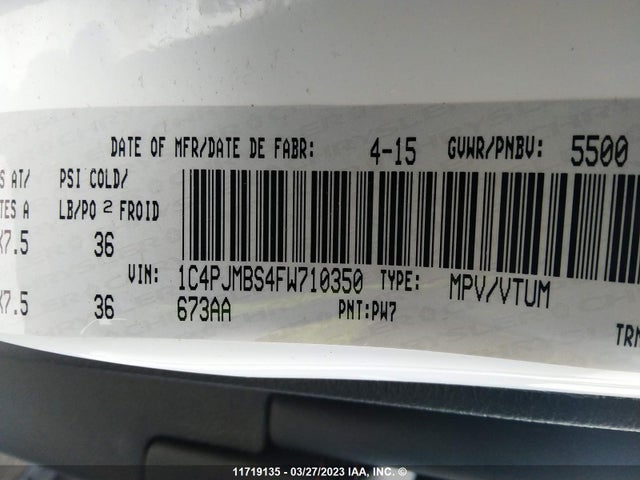 DATE OF MFR/DATE DE FABR: 4-15 GVWR/PNBV: 5500
S AT/ PSI COLD/
TES A LB/PO 2 FROID
X7.5 36
VIN: 1C4PJMBS4FW710350 TYPE: MPV/VTUM
X7.5 36 673AA PNT:PW7
TRM
11719135 - 03/27/2023 IAA, INC. ©